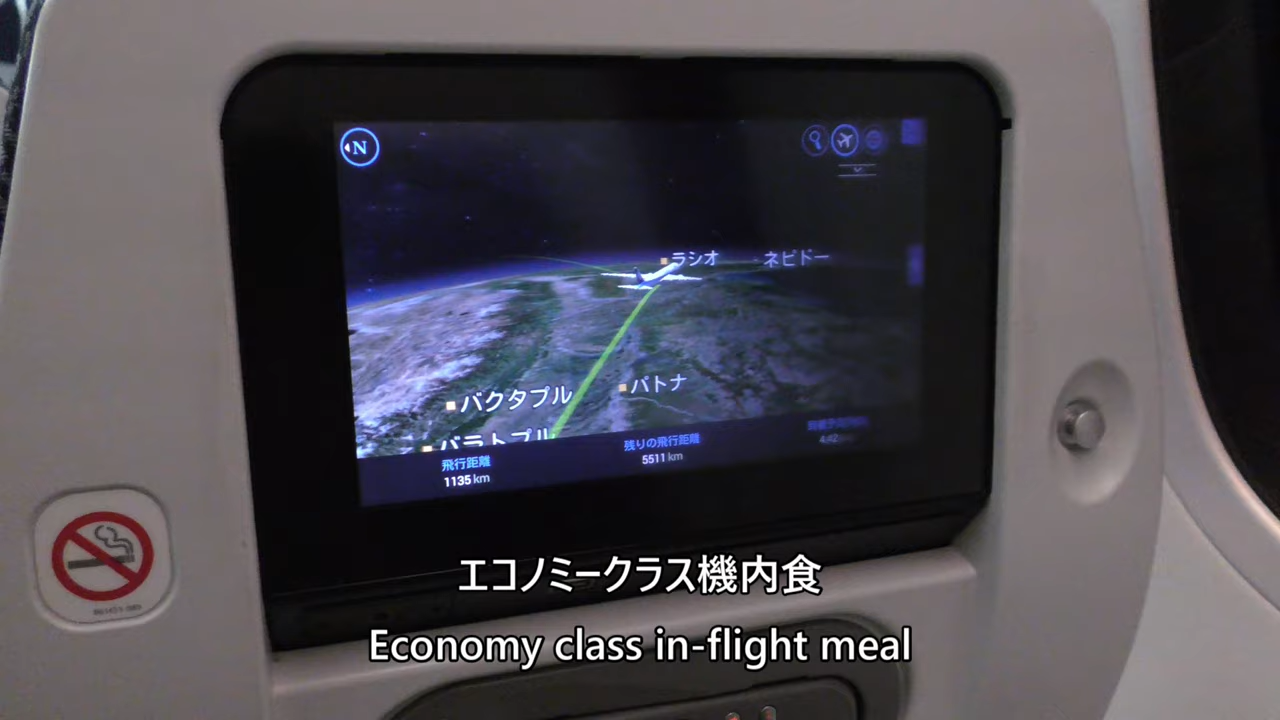 N
ラシオ
ネピドー
パトナ
バクタプル
バラトプル
飛行距離
1135 km
残りの飛行距離
5511 km
4:42
エコノミークラス機内食
Economy class in-flight meal